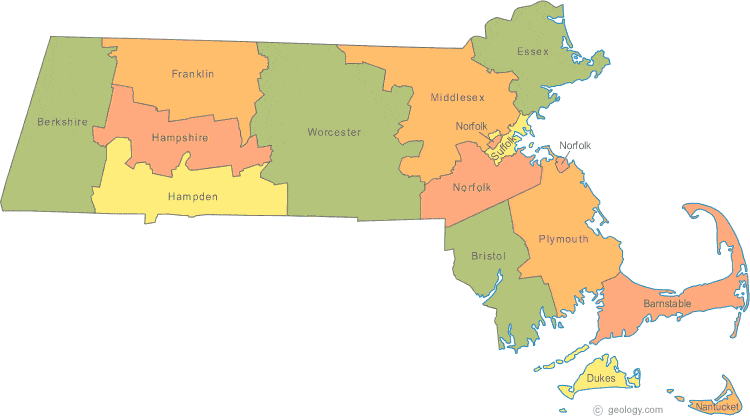 Essex
Franklin
Middlesex
Berkshire
Norfolk
Worcester
Hampshire
Suffolk
Norfolk
Norfolk
Hampden
Plymouth
Bristol
Barnstable
Dukes
Nantucket
© geology.com